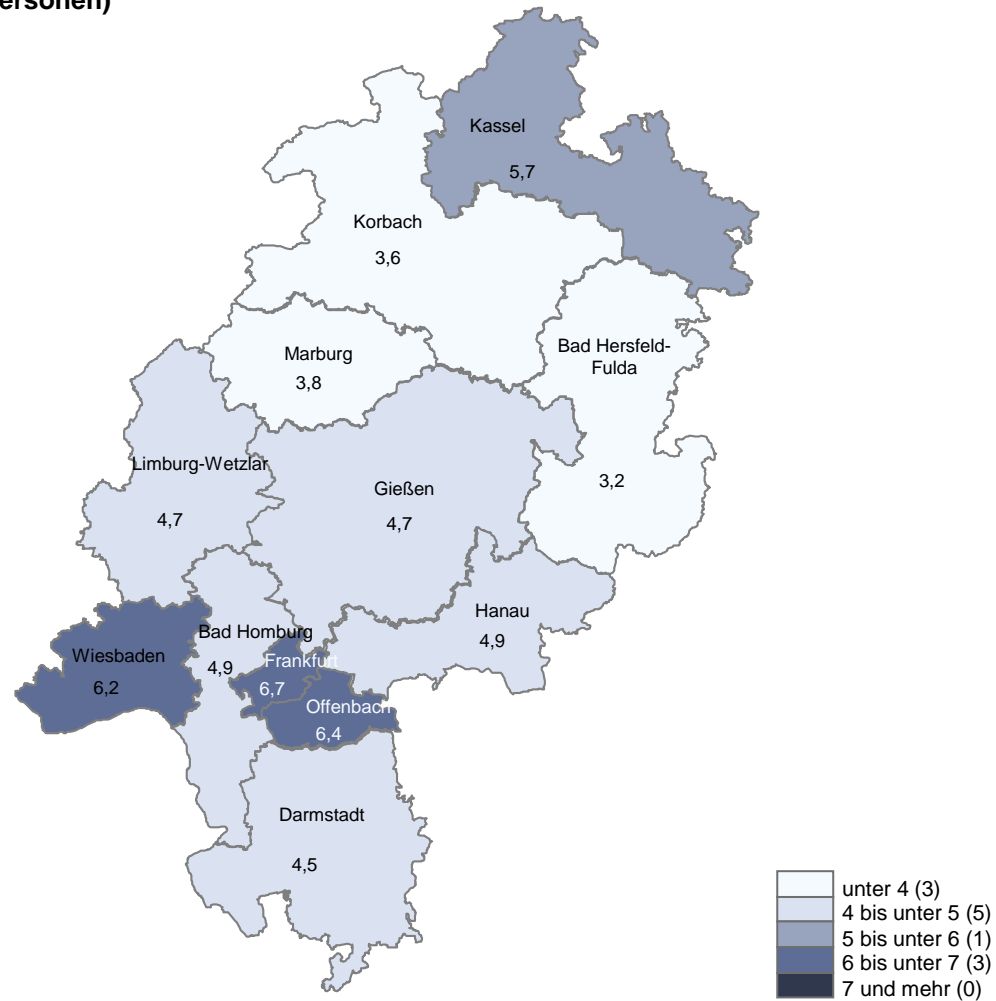 ersonen)
Kassel
5,7
Korbach
3,6
Bad Hersfeld-
Fulda
3,2
Marburg
3,8
Limburg-Wetzlar
4,7
Gießen
4,7
Hanau
4,9
Bad Homburg
4,9
Wiesbaden
6,2
Frankfurt
6,7
Offenbach
6,4
Darmstadt
4,5
unter 4 (3)
4 bis unter 5 (5)
5 bis unter 6 (1)
6 bis unter 7 (3)
7 und mehr (0)